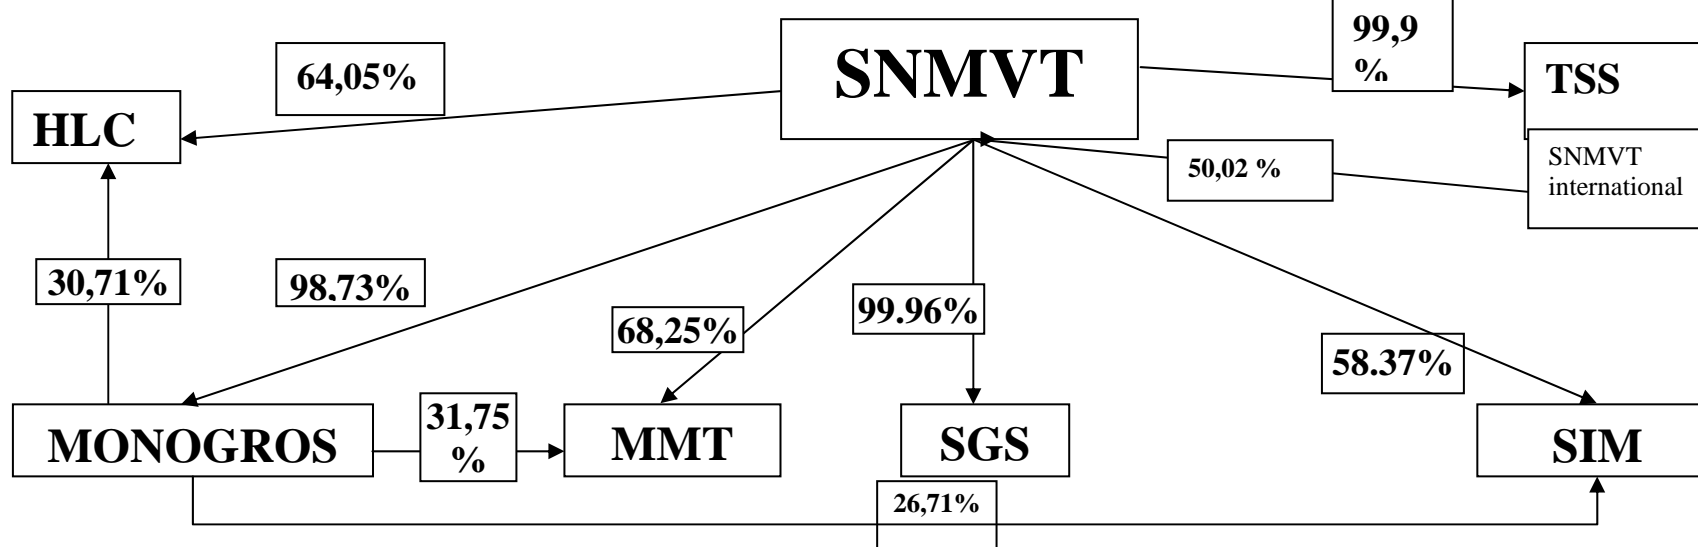 99,9
%
SNMVT
64,05%
TSS
HLC
SNMVT
international
50,02 %
30,71%
98,73%
99.96%
68,25%
58.37%
31,75
%
MONOGROS
MMT
SGS
SIM
26,71%